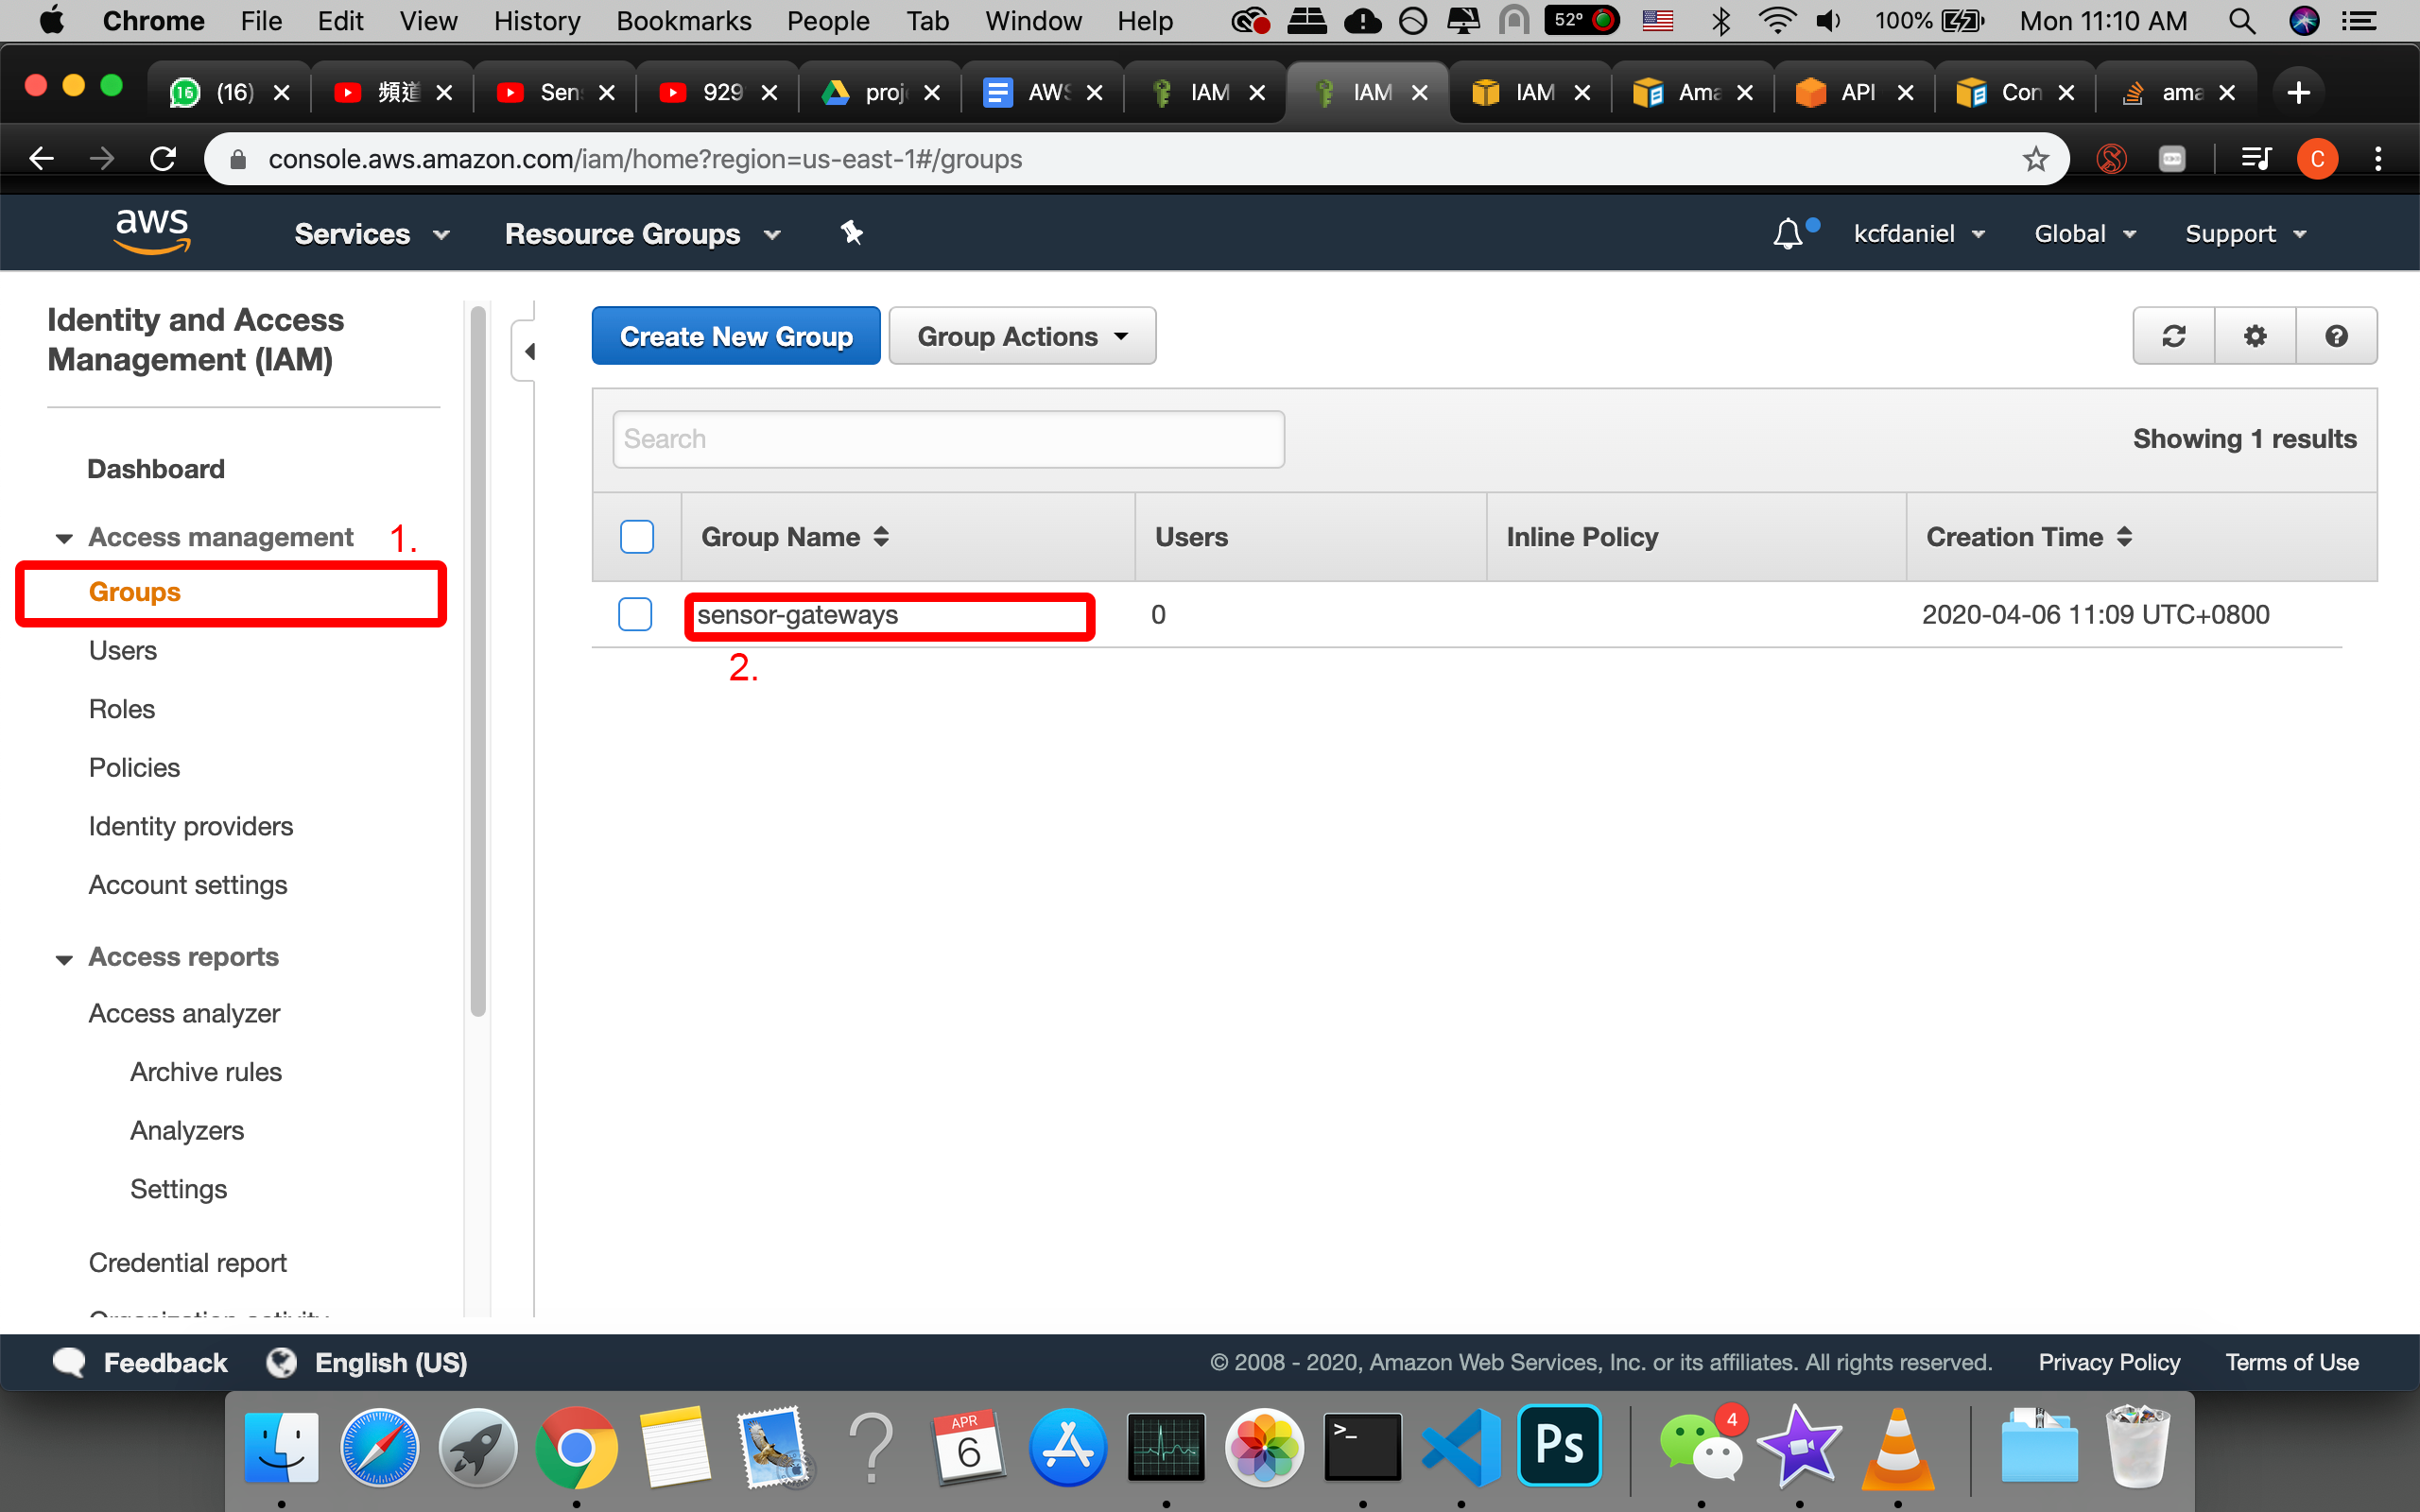 Chrome File Edit View History Bookmarks People Tab Window Help 52° 100% Mon 11:10 AM
16 (16) 頻道 Sen 929 proj AWS IAM IAM IAM Ama API Con ama
console.aws.amazon.com/iam/home?region=us-east-1#/groups C
aws Services Resource Groups kcfdaniel Global Support
Identity and Access
Management (IAM)
Dashboard
Access management 1.
Groups
Users
Roles
Policies
Identity providers
Account settings
Access reports
Access analyzer
Archive rules
Analyzers
Settings
Credential report
Organization activity
Create New Group Group Actions
Search Showing 1 results
Group Name Users Inline Policy Creation Time
sensor-gateways 0 2020-04-06 11:09 UTC+0800
2.
Feedback English (US) © 2008 - 2020, Amazon Web Services, Inc. or its affiliates. All rights reserved. Privacy Policy Terms of Use
APR
6
>_
Ps
4